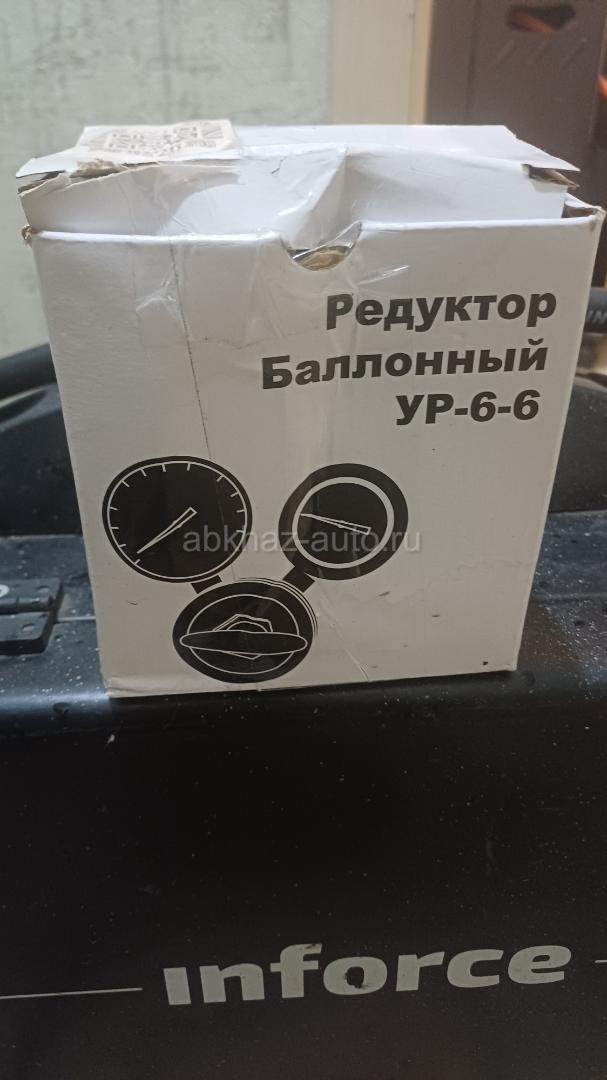 Редуктор
Баллонный
УР-6-6
abkhaz-auto.ru
inforce